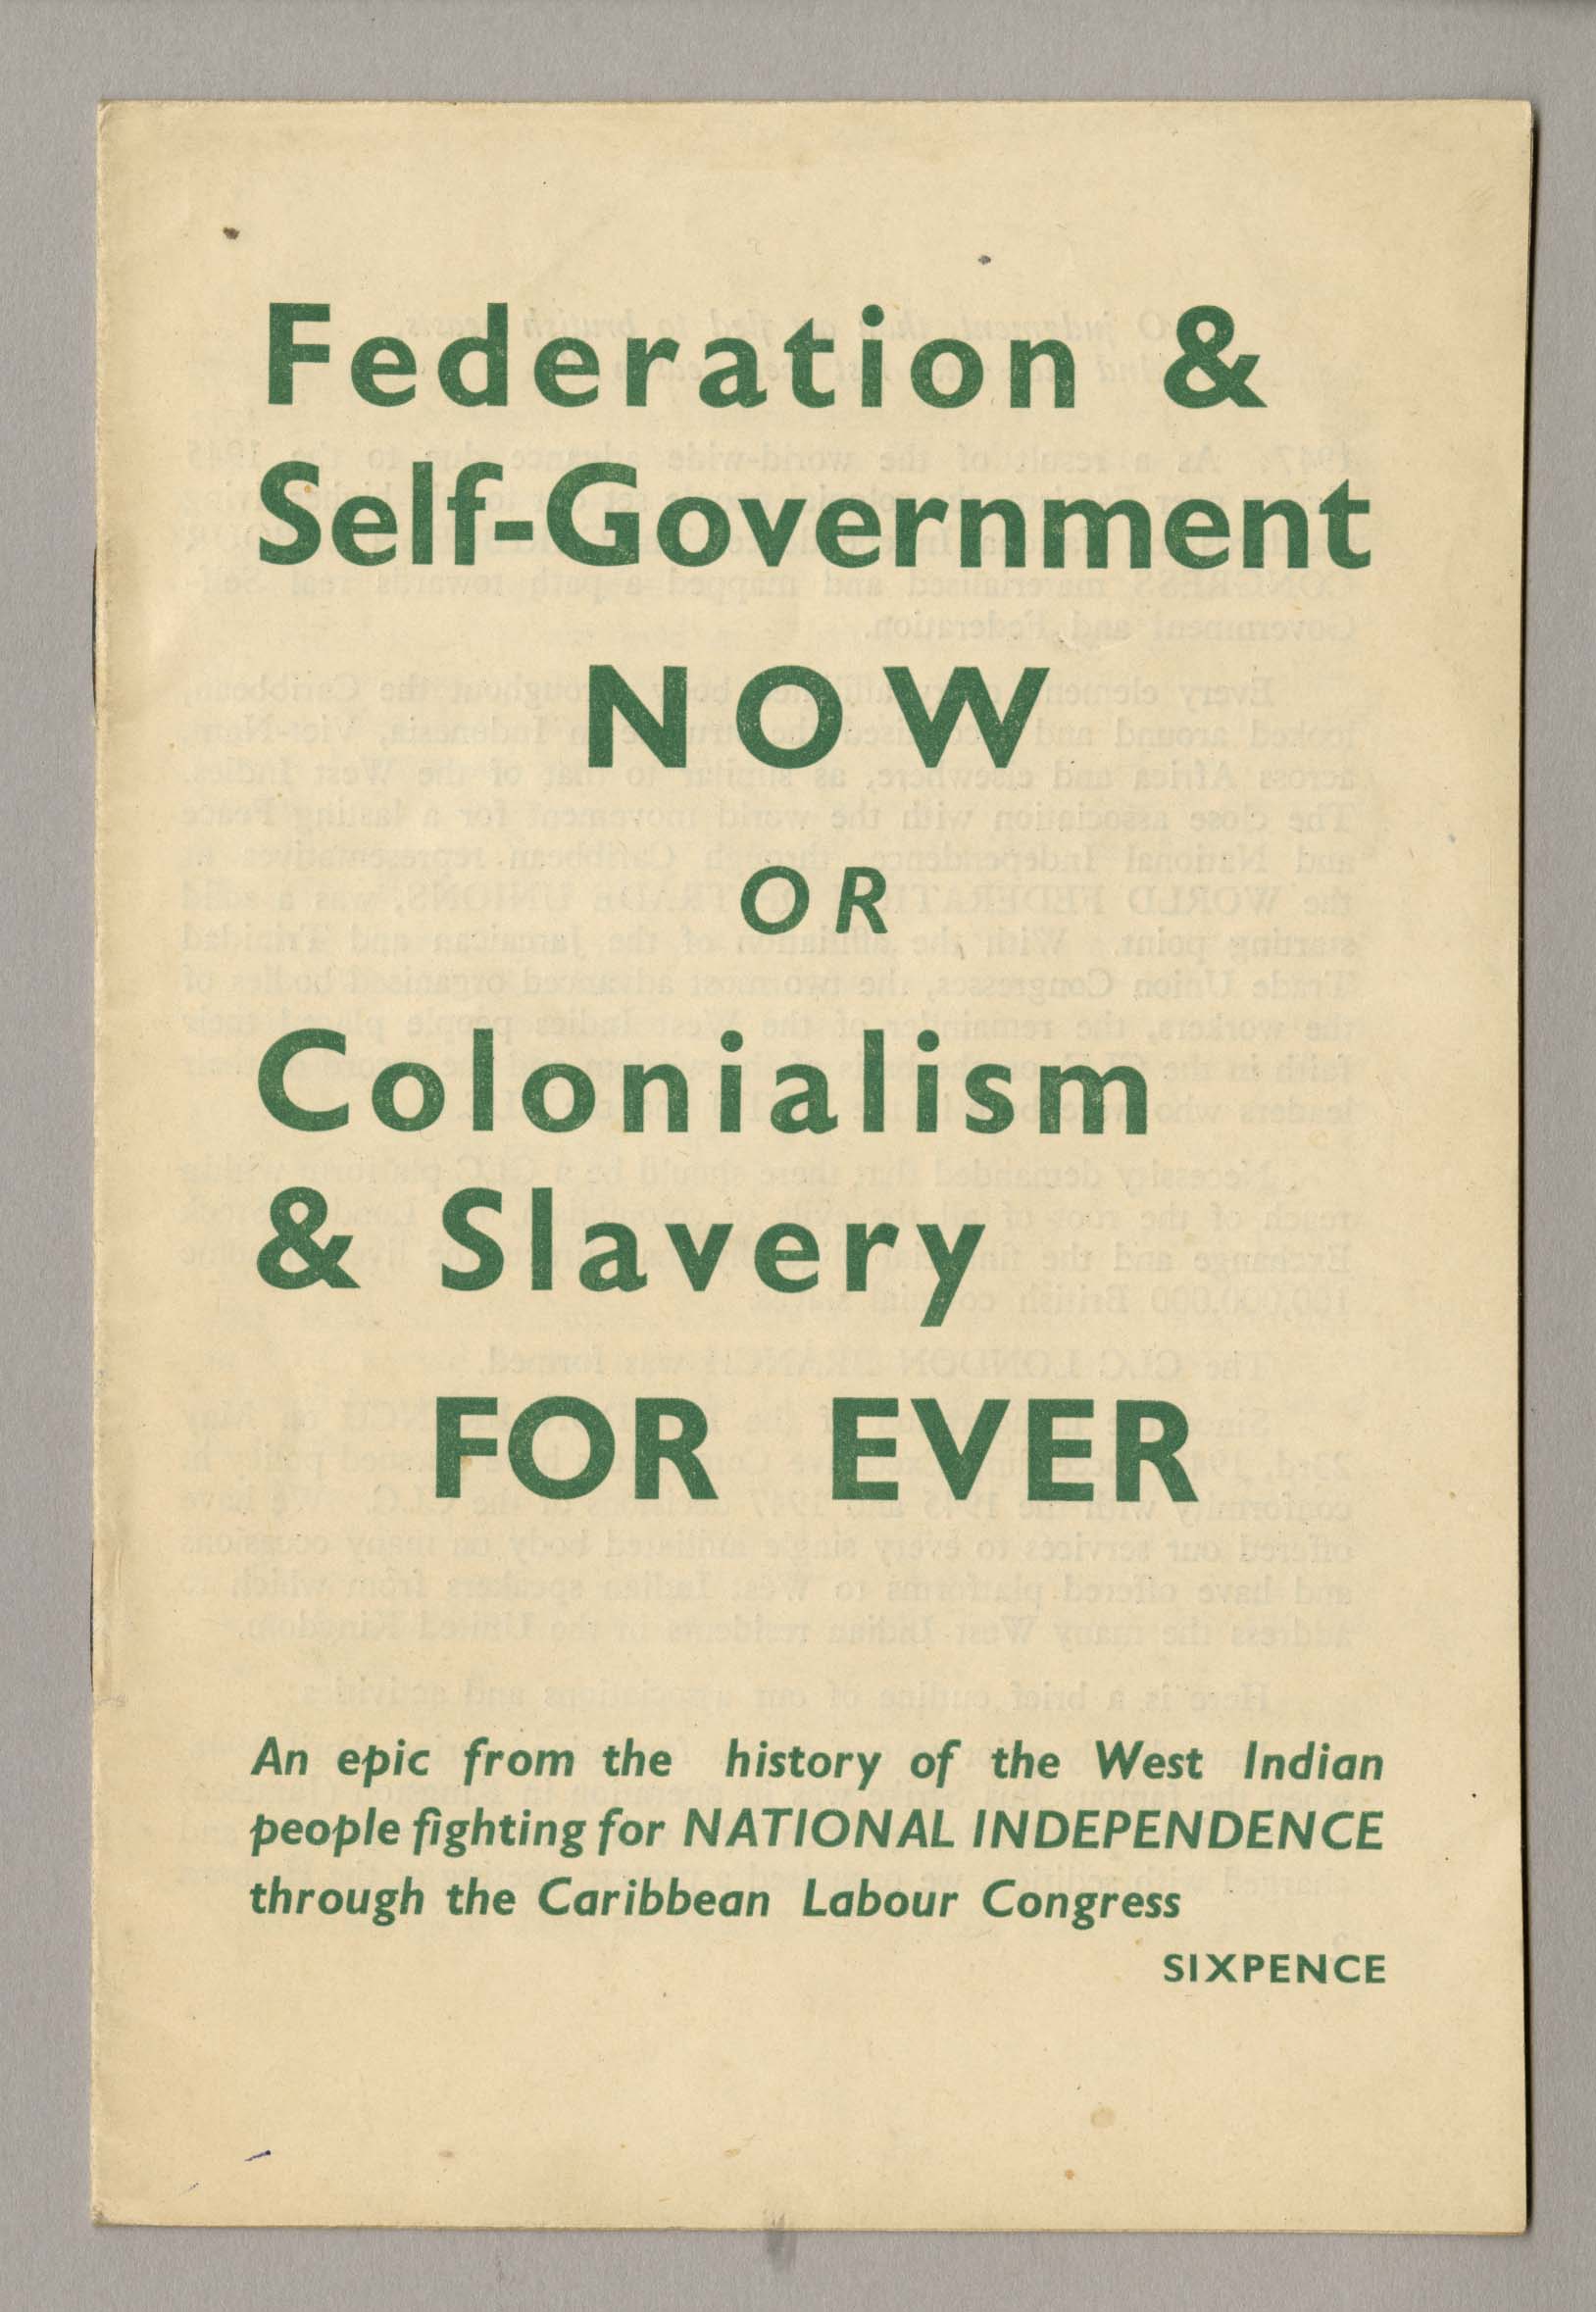 Federation &
Self-Government
NOW
OR
Colonialism
& Slavery
FOR EVER
An epic from the history of the West Indian
people fighting for NATIONAL INDEPENDENCE
through the Caribbean Labour Congress
SIXPENCE